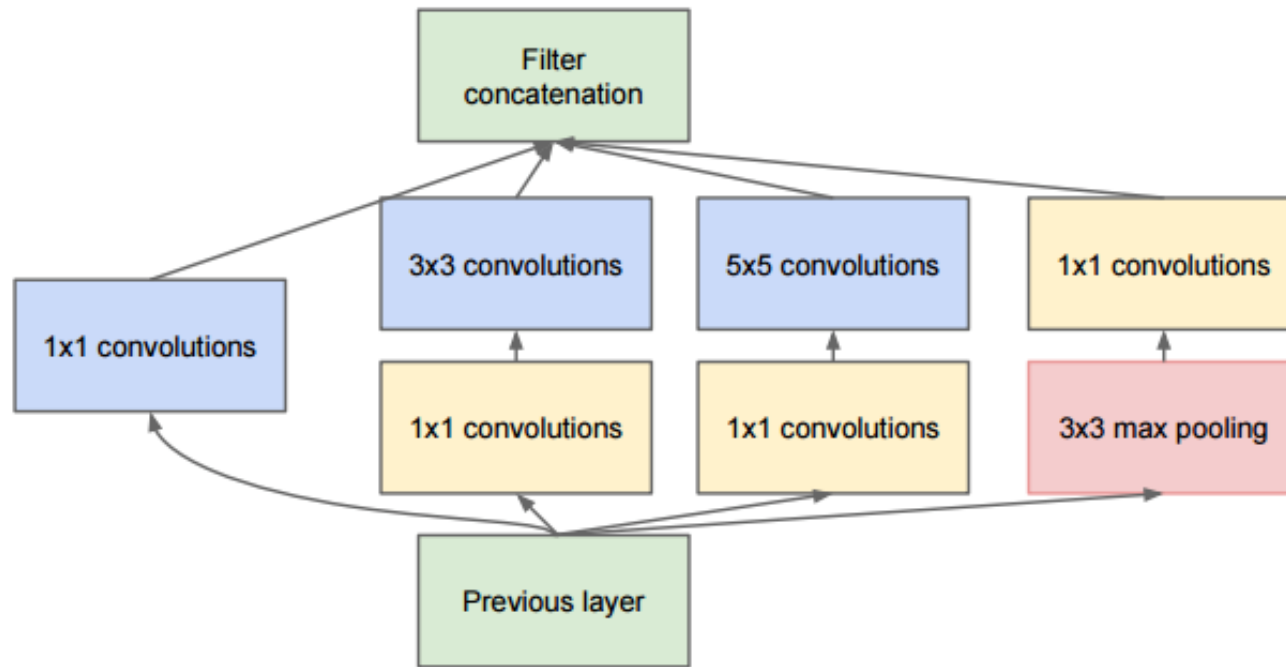 Filter
concatenation
3x3 convolutions
5x5 convolutions
1x1 convolutions
1x1 convolutions
1x1 convolutions
1x1 convolutions
3x3 max pooling
Previous layer